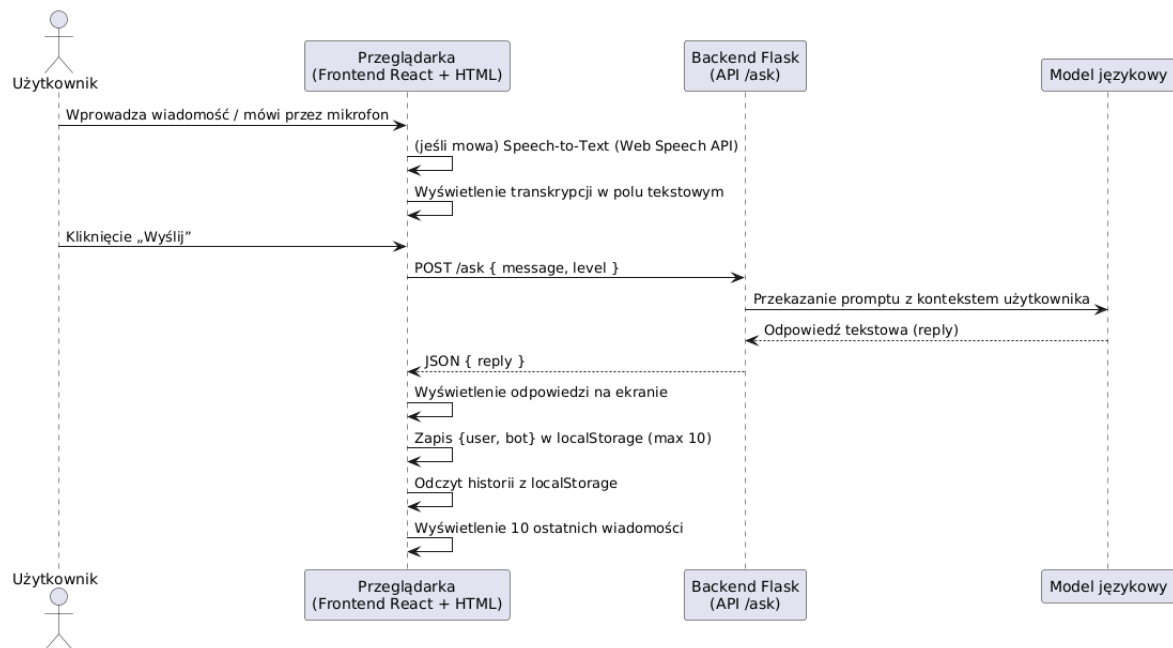 Użytkownik
Przeglądarka
(Frontend React + HTML)
Backend Flask
(API /ask)
Model językowy
Wprowadza wiadomość / mówi przez mikrofon
(jeśli mowa) Speech-to-Text (Web Speech API)
Wyświetlenie transkrypcji w polu tekstowym
Kliknięcie „Wyślij”
POST /ask { message, level }
Przekazanie promptu z kontekstem użytkownika
Odpowiedź tekstowa (reply)
JSON { reply }
Wyświetlenie odpowiedzi na ekranie
Zapis {user, bot} w localStorage (max 10)
Odczyt historii z localStorage
Wyświetlenie 10 ostatnich wiadomości
Użytkownik
Przeglądarka
(Frontend React + HTML)
Backend Flask
(API /ask)
Model językowy